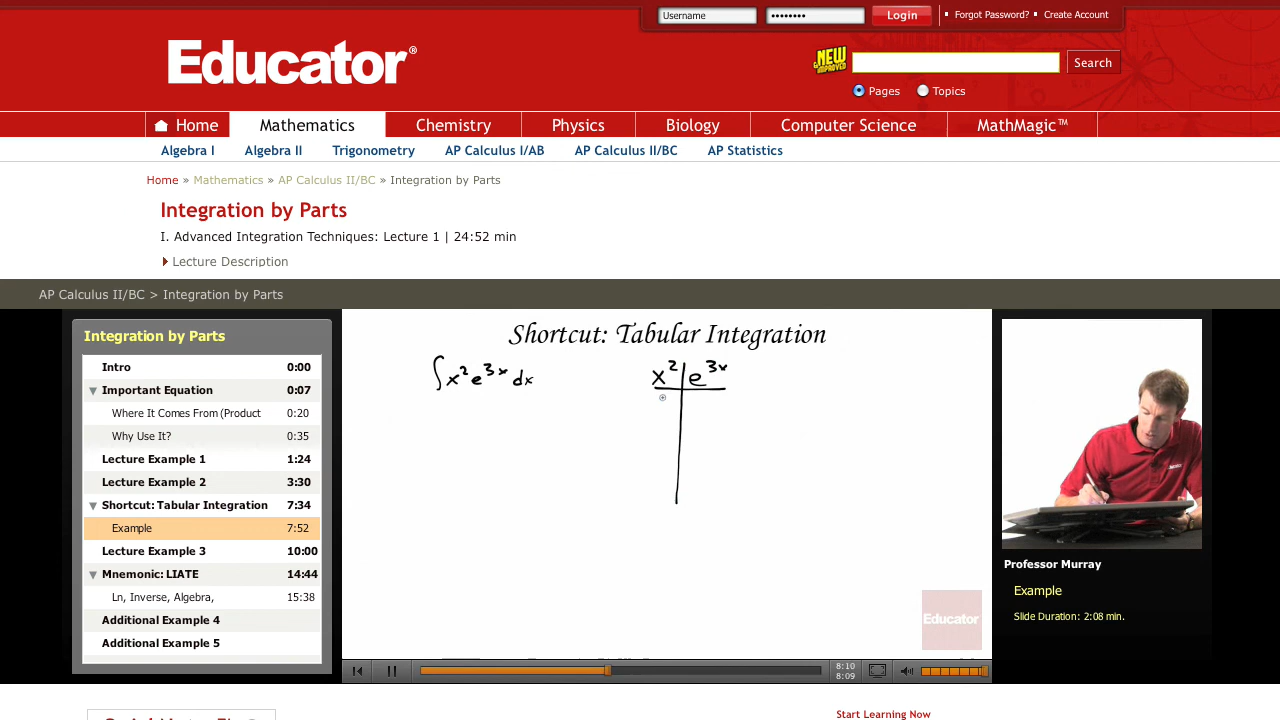 Username
••••••••
Login
Forgot Password?
Create Account
Educator®
NEW
& IMPROVED
Search
Pages
Topics
Home
Mathematics
Chemistry
Physics
Biology
Computer Science
MathMagic™
Algebra I
Algebra II
Trigonometry
AP Calculus I/AB
AP Calculus II/BC
AP Statistics
Home » Mathematics » AP Calculus II/BC » Integration by Parts
Integration by Parts
I. Advanced Integration Techniques: Lecture 1 | 24:52 min
Lecture Description
AP Calculus II/BC > Integration by Parts
Integration by Parts
Intro 0:00
Important Equation 0:07
Where It Comes From (Product 0:20
Why Use It? 0:35
Lecture Example 1 1:24
Lecture Example 2 3:30
Shortcut: Tabular Integration 7:34
Example 7:52
Lecture Example 3 10:00
Mnemonic: LIATE 14:44
Ln, Inverse, Algebra, 15:38
Additional Example 4
Additional Example 5
Shortcut: Tabular Integration
∫x²e³ˣ dx
x² e³ˣ
Educator
8:10
8:09
Professor Murray
Example
Slide Duration: 2:08 min.
Start Learning Now